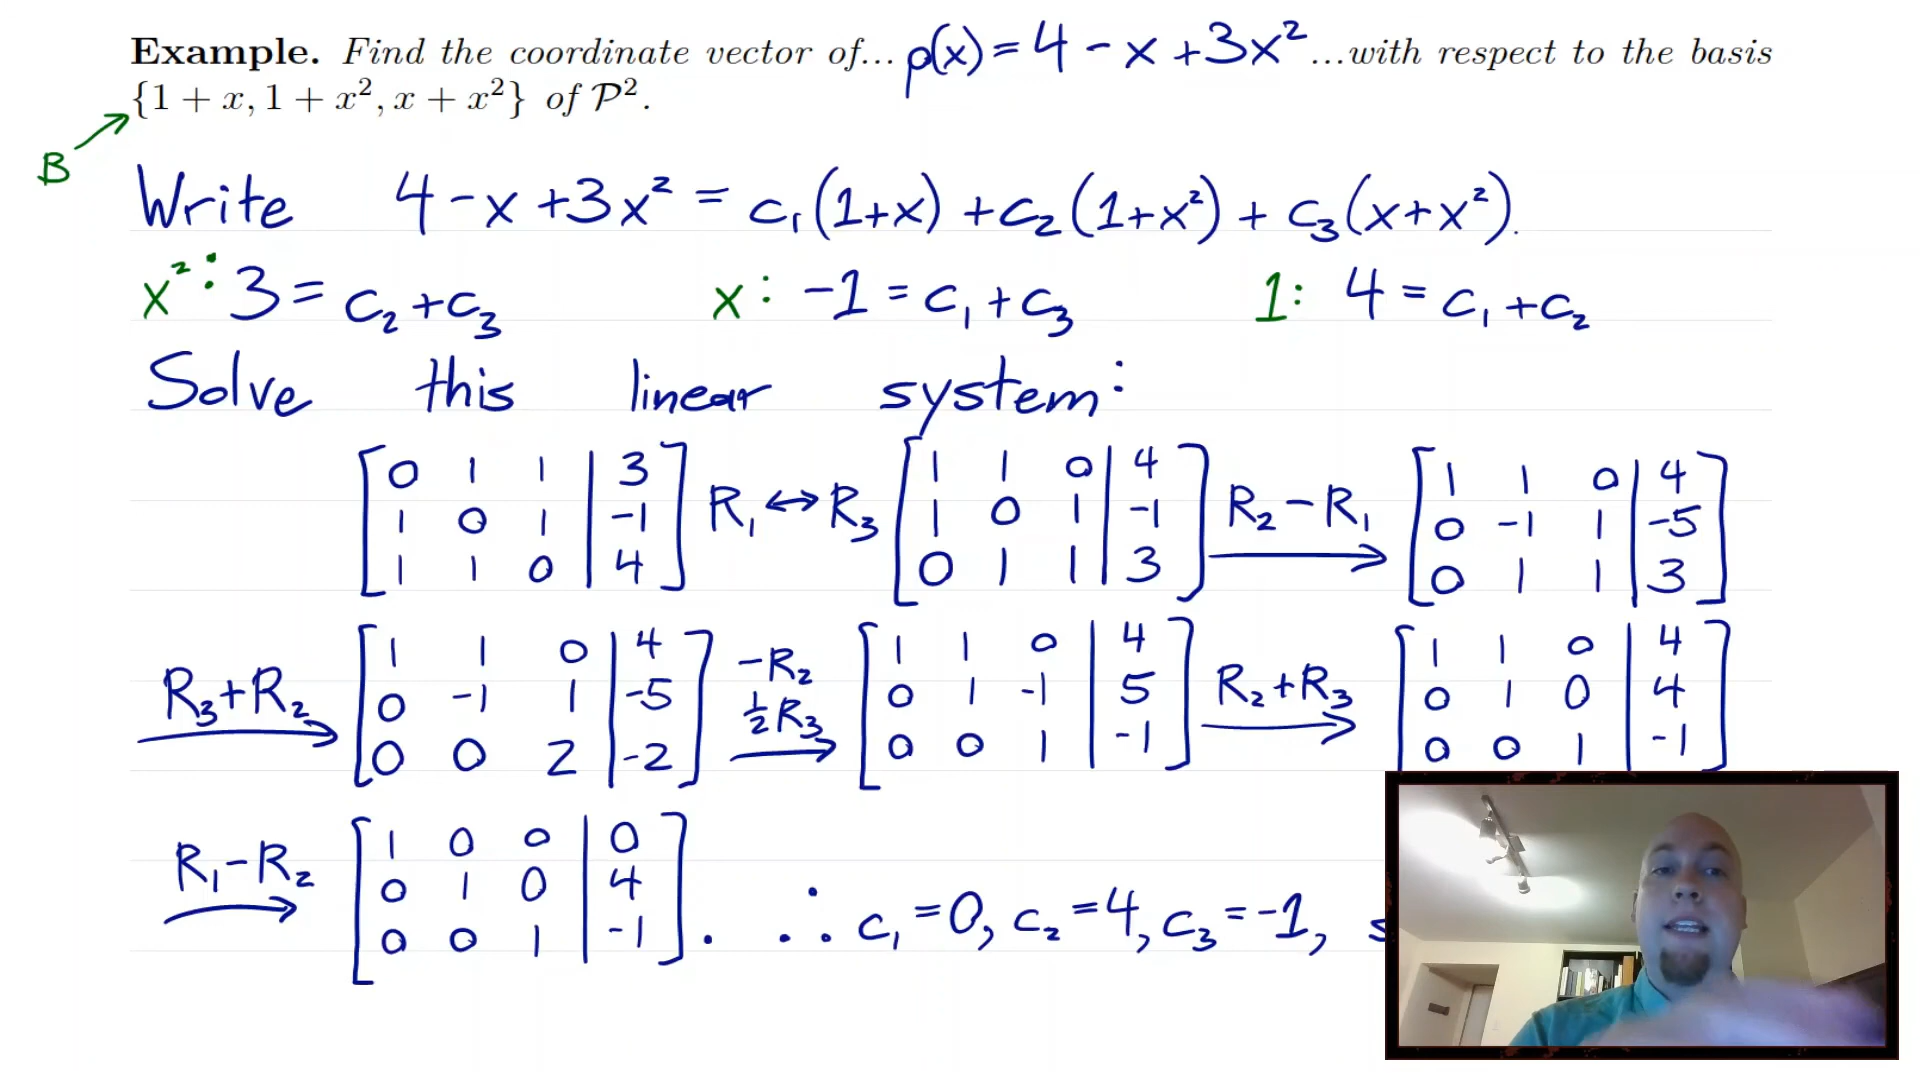 Example. Find the coordinate vector of... p(x) = 4 - x + 3x² ...with respect to the basis
{1 + x, 1 + x², x + x²} of P².
B
Write 4 - x + 3x² = c₁(1+x) + c₂(1+x²) + c₃(x+x²).
x²: 3 = c₂ + c₃ x: -1 = c₁ + c₃ 1: 4 = c₁ + c₂
Solve this linear system:
[0 1 1 | 3] R₁ ↔ R₃ [1 1 0 | 4] R₂ - R₁ → [1 1 0 | 4]
[1 0 1 | -1] [1 0 1 | -1] [0 -1 1 | -5]
[1 1 0 | 4] [0 1 1 | 3] [0 1 1 | 3]
R₃ + R₂ → [1 1 0 | 4] -R₂ ½R₃ → [1 1 0 | 4] R₂ + R₃ → [1 1 0 | 4]
[0 -1 1 | -5] [0 1 -1 | 5] [0 1 0 | 4]
[0 0 2 | -2] [0 0 1 | -1] [0 0 1 | -1]
R₁ - R₂ → [1 0 0 | 0]
[0 1 0 | 4]
[0 0 1 | -1]. ∴ c₁ = 0, c₂ = 4, c₃ = -1,